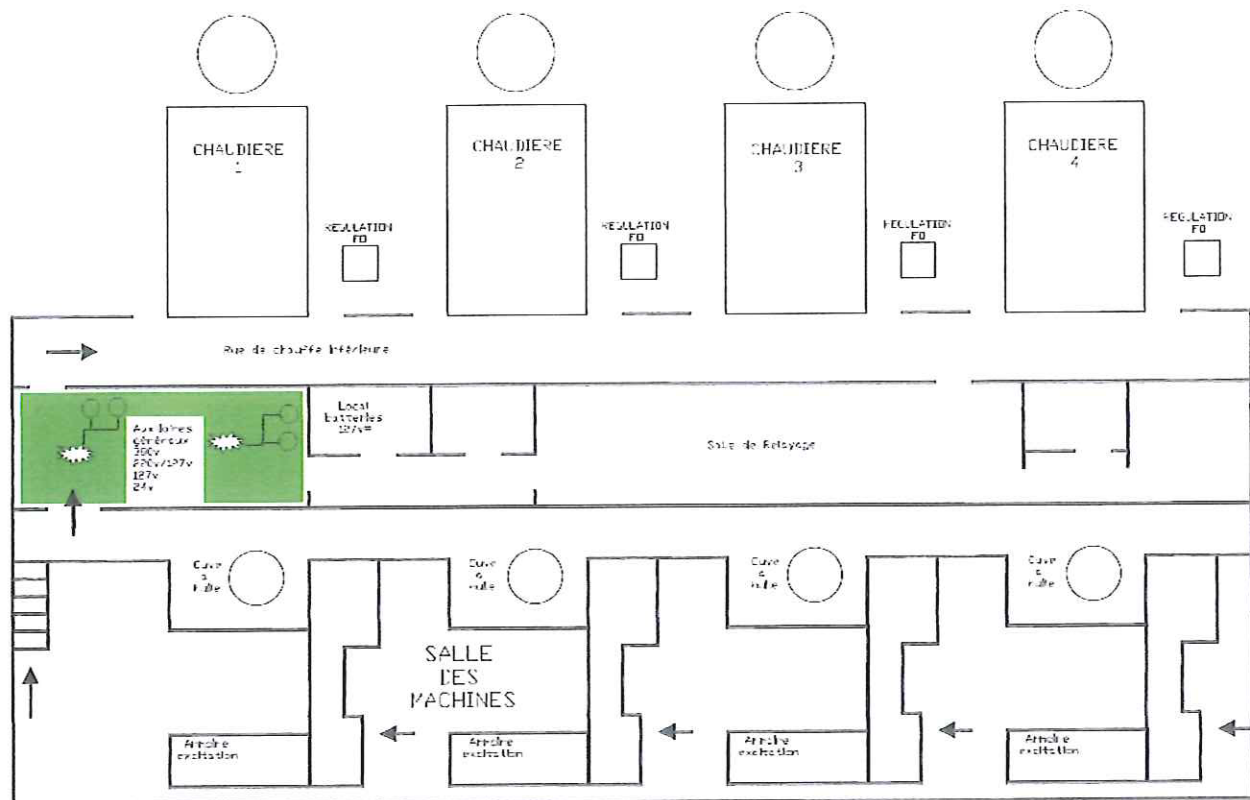 CHAUDIERE
1
CHAUDIERE
2
CHAUDIERE
3
CHAUDIERE
4
REGULATION
FO
REGULATION
FO
REGULATION
FO
REGULATION
FO
Rue de chauffe inférieure
Auxiliaires
généraux
380v
220v/127v
127v
24v
Local
batteries
127v=
Salle de Relayage
Cuve
à
huile
Cuve
à
huile
Cuve
à
huile
Cuve
à
huile
SALLE
DES
MACHINES
Armoire
excitation
Armoire
excitation
Armoire
excitation
Armoire
excitation